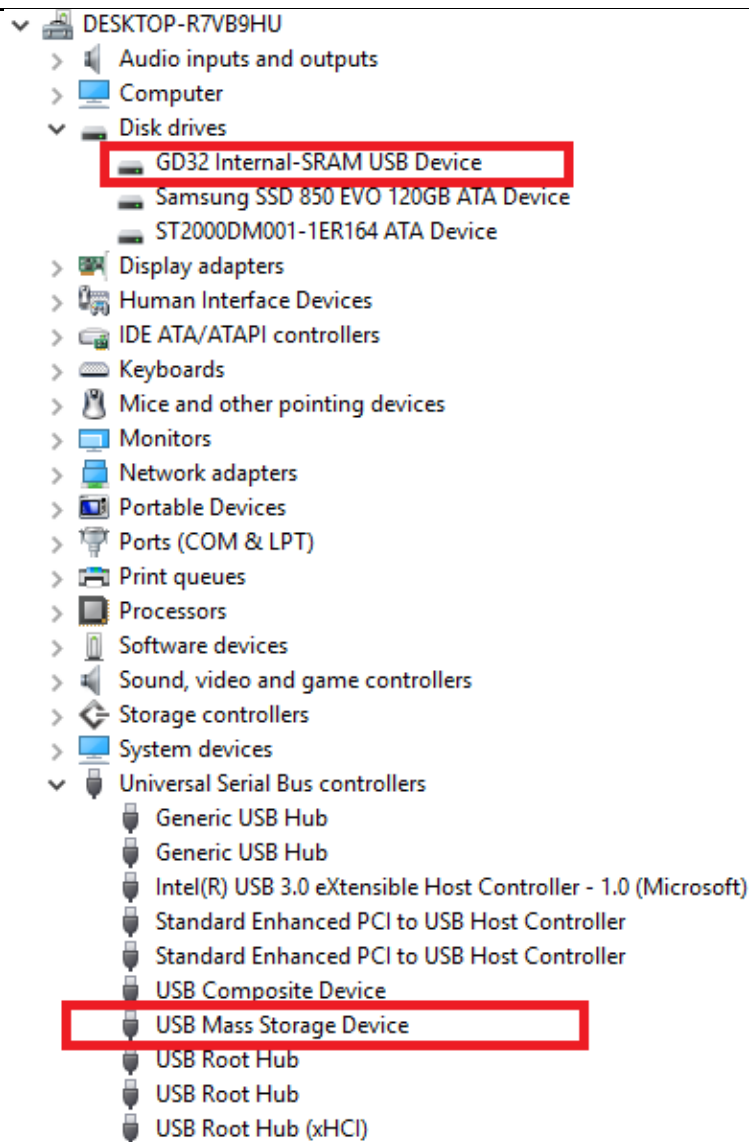 DESKTOP-R7VB9HU
Audio inputs and outputs
Computer
Disk drives
GD32 Internal-SRAM USB Device
Samsung SSD 850 EVO 120GB ATA Device
ST2000DM001-1ER164 ATA Device
Display adapters
Human Interface Devices
IDE ATA/ATAPI controllers
Keyboards
Mice and other pointing devices
Monitors
Network adapters
Portable Devices
Ports (COM & LPT)
Print queues
Processors
Software devices
Sound, video and game controllers
Storage controllers
System devices
Universal Serial Bus controllers
Generic USB Hub
Generic USB Hub
Intel(R) USB 3.0 eXtensible Host Controller - 1.0 (Microsoft)
Standard Enhanced PCI to USB Host Controller
Standard Enhanced PCI to USB Host Controller
USB Composite Device
USB Mass Storage Device
USB Root Hub
USB Root Hub
USB Root Hub (xHCI)